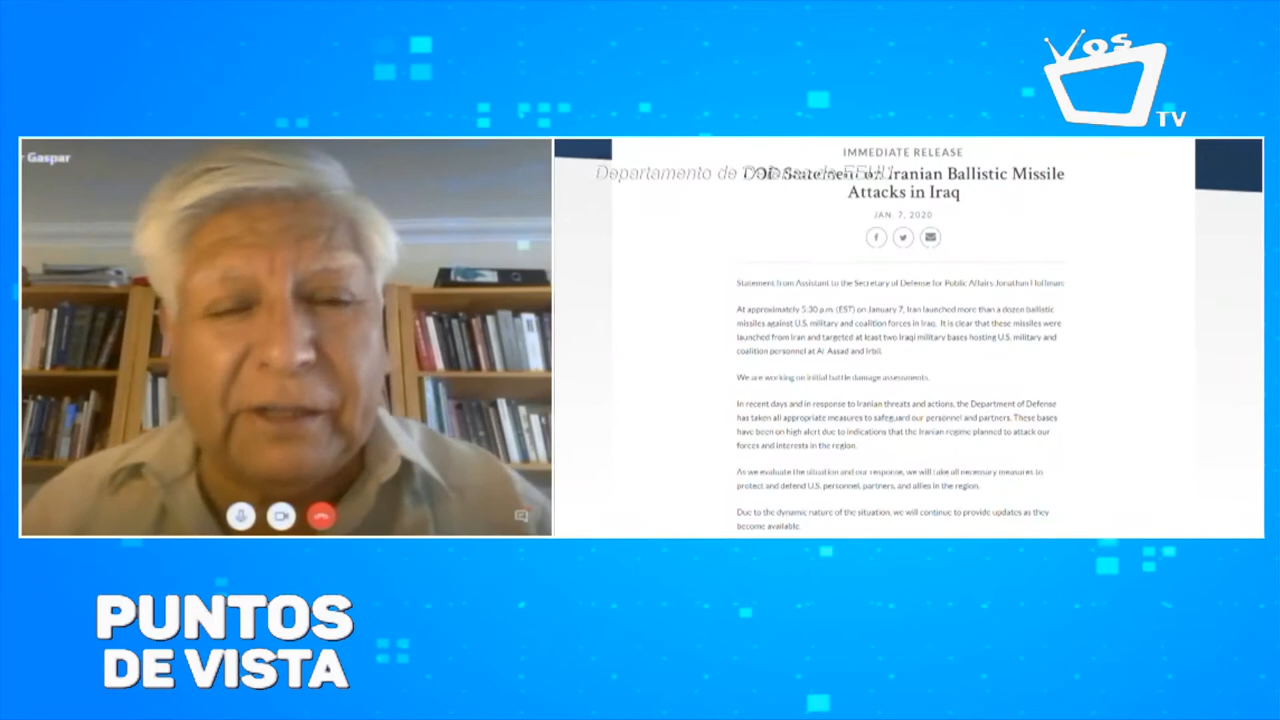 VOS
TV
Gaspar
IMMEDIATE RELEASE
Departamento de Defensa de EEUU
DOD Statement on Iranian Ballistic Missile
Attacks in Iraq
JAN. 7, 2020
Statement from Assistant to the Secretary of Defense for Public Affairs Jonathan Hoffman:
At approximately 5:30 p.m. (EST) on January 7, Iran launched more than a dozen ballistic
missiles against U.S. military and coalition forces in Iraq. It is clear that these missiles were
launched from Iran and targeted at least two Iraqi military bases hosting U.S. military and
coalition personnel at Al-Assad and Irbil.
We are working on initial battle damage assessments.
In recent days and in response to Iranian threats and actions, the Department of Defense
has taken all appropriate measures to safeguard our personnel and partners. These bases
have been on high alert due to indications that the Iranian regime planned to attack our
forces and interests in the region.
As we evaluate the situation and our response, we will take all necessary measures to
protect and defend U.S. personnel, partners, and allies in the region.
Due to the dynamic nature of the situation, we will continue to provide updates as they
become available.
PUNTOS
DE VISTA